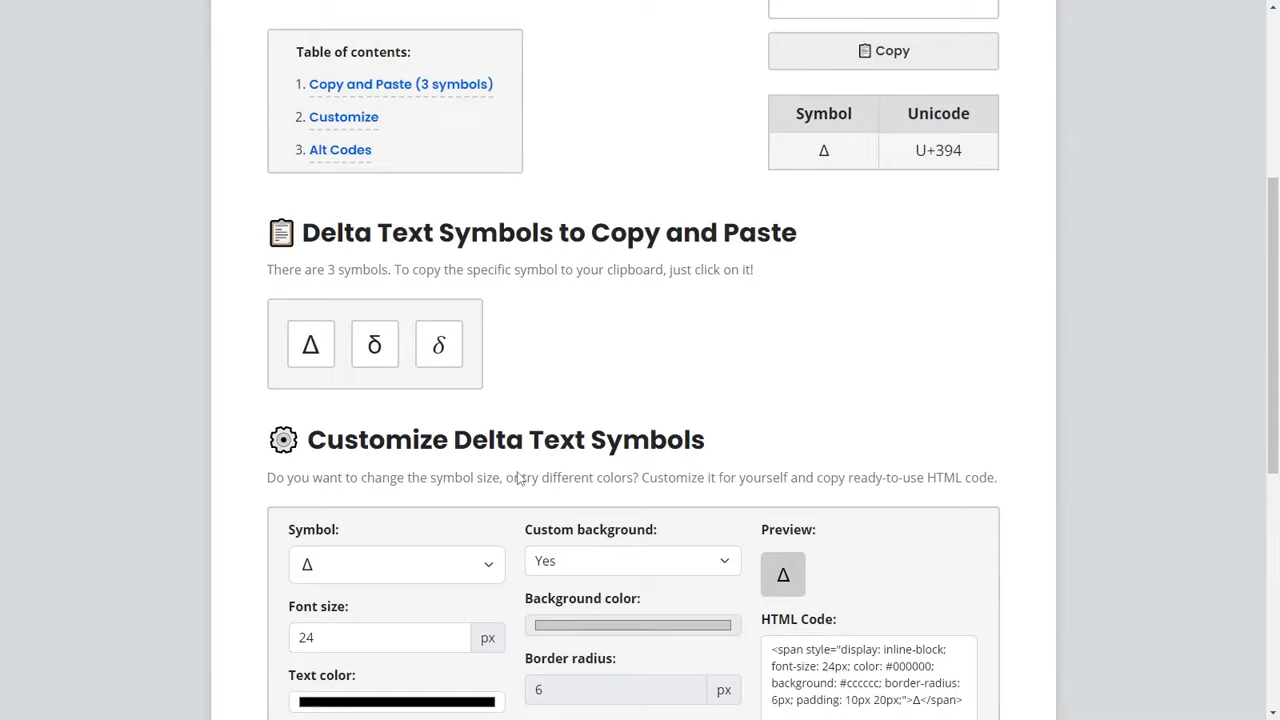 Table of contents:
1. Copy and Paste (3 symbols)
2. Customize
3. Alt Codes
Copy
Symbol Unicode
Δ U+394
Delta Text Symbols to Copy and Paste
There are 3 symbols. To copy the specific symbol to your clipboard, just click on it!
Δ δ 𝛿
Customize Delta Text Symbols
Do you want to change the symbol size, or try different colors? Customize it for yourself and copy ready-to-use HTML code.
Symbol:
Δ
Font size:
24 px
Text color:
Custom background:
Yes
Background color:
Border radius:
6 px
Preview:
Δ
HTML Code:
<span style="display: inline-block;
font-size: 24px; color: #000000;
background: #cccccc; border-radius:
6px; padding: 10px 20px;">Δ</span>